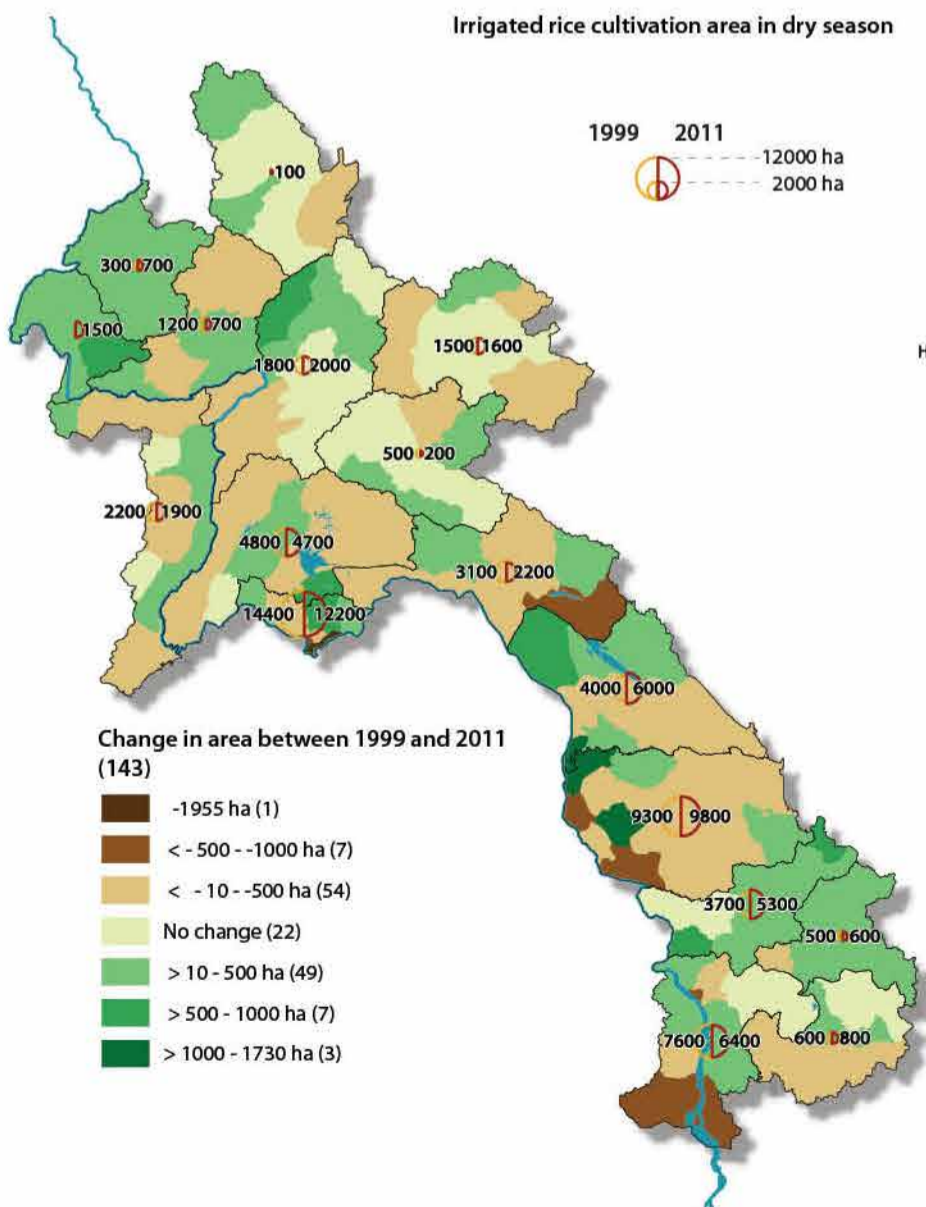 Irrigated rice cultivation area in dry season
1999 2011
12000 ha
2000 ha
100
300 700
1500
1200 700
1800 2000
1500 1600
H
500 200
2200 1900
4800 4700
3100 2200
14400 12200
4000 6000
Change in area between 1999 and 2011
(143)
-1955 ha (1)
< - 500 - -1000 ha (7)
< - 10 - -500 ha (54)
No change (22)
> 10 - 500 ha (49)
> 500 - 1000 ha (7)
> 1000 - 1730 ha (3)
9300 9800
3700 5300
500 600
7600 6400
600 800